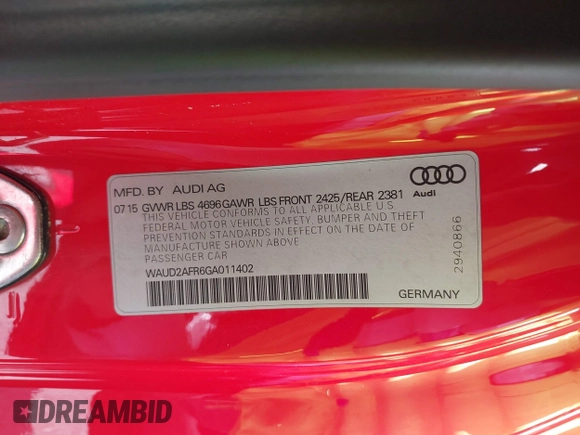 MFD. BY AUDI AG
07 15 GVWR LBS 4696 GAWR LBS FRONT 2425/REAR 2381
THIS VEHICLE CONFORMS TO ALL APPLICABLE U S
FEDERAL MOTOR VEHICLE SAFETY, BUMPER AND THEFT
PREVENTION STANDARDS IN EFFECT ON THE DATE OF
MANUFACTURE SHOWN ABOVE
PASSENGER CAR
WAUD2AFR6GA011402
Audi
2940866
GERMANY
DREAMBID